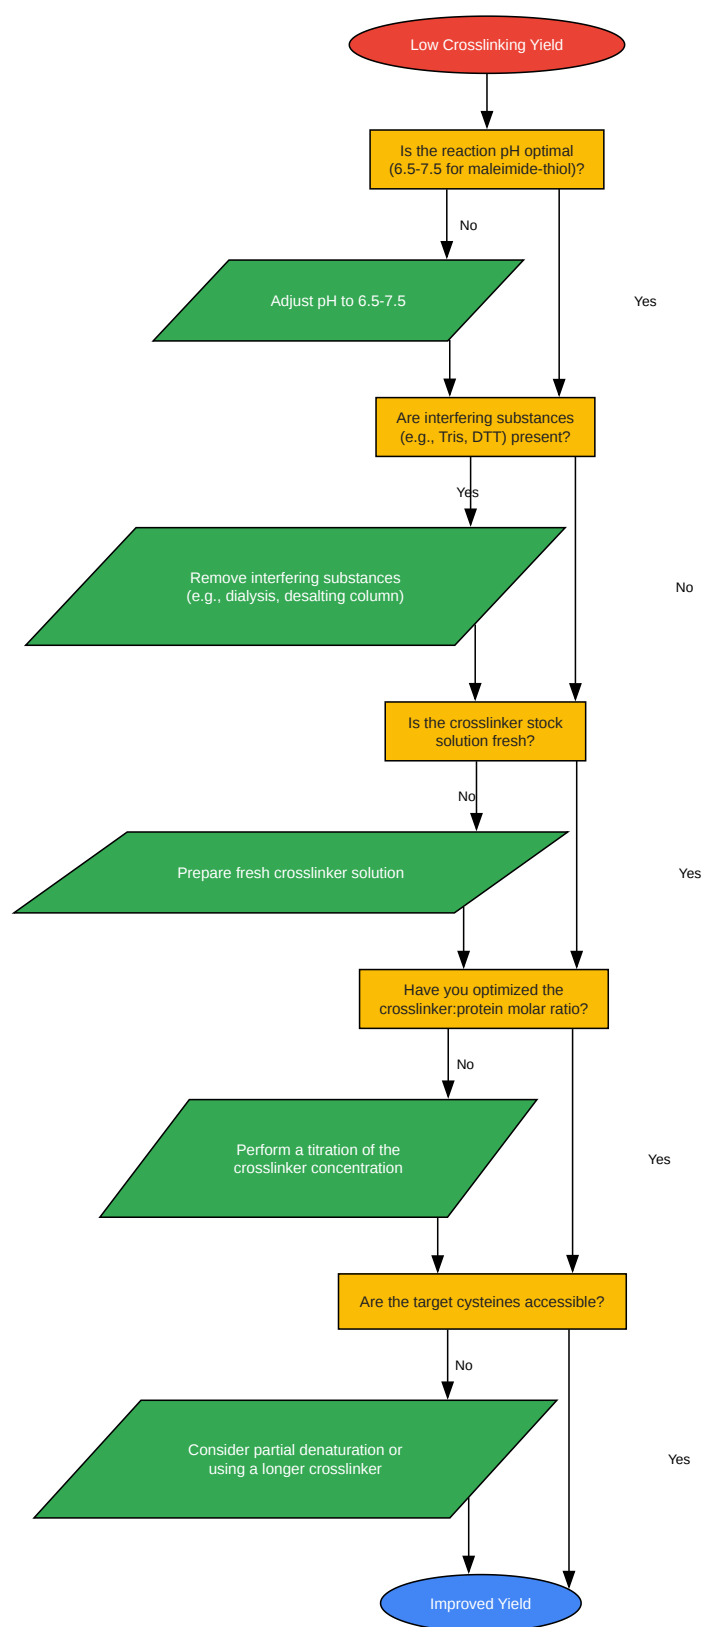 Low Crosslinking Yield
Is the reaction pH optimal
(6.5-7.5 for maleimide-thiol)?
No
Adjust pH to 6.5-7.5
Yes
Are interfering substances
(e.g., Tris, DTT) present?
Yes
Remove interfering substances
(e.g., dialysis, desalting column)
No
Is the crosslinker stock
solution fresh?
No
Prepare fresh crosslinker solution
Yes
Have you optimized the
crosslinker:protein molar ratio?
No
Perform a titration of the
crosslinker concentration
Yes
Are the target cysteines accessible?
No
Consider partial denaturation or
using a longer crosslinker
Yes
Improved Yield